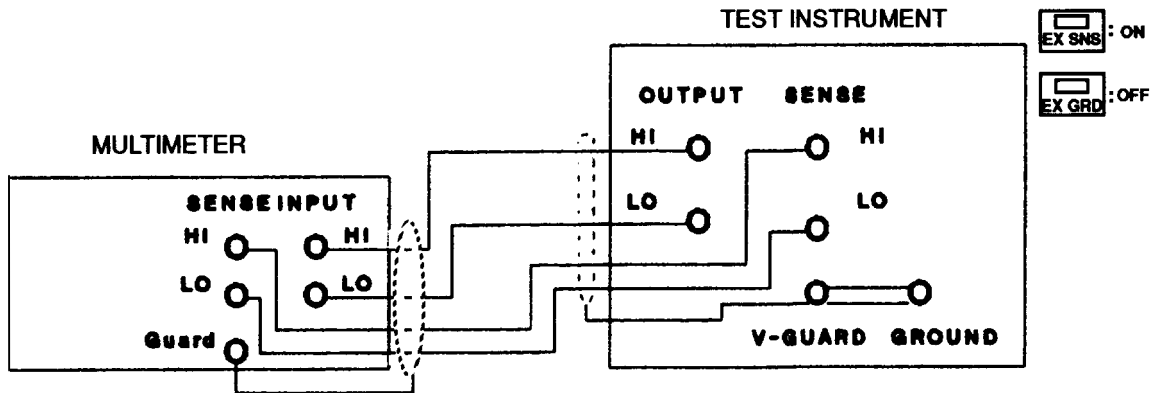 TEST INSTRUMENT
EX SNS : ON
EX GRD :OFF
OUTPUT SENSE
HI HI
LO LO
V-GUARD GROUND
MULTIMETER
SENSE INPUT
HI HI
LO LO
Guard